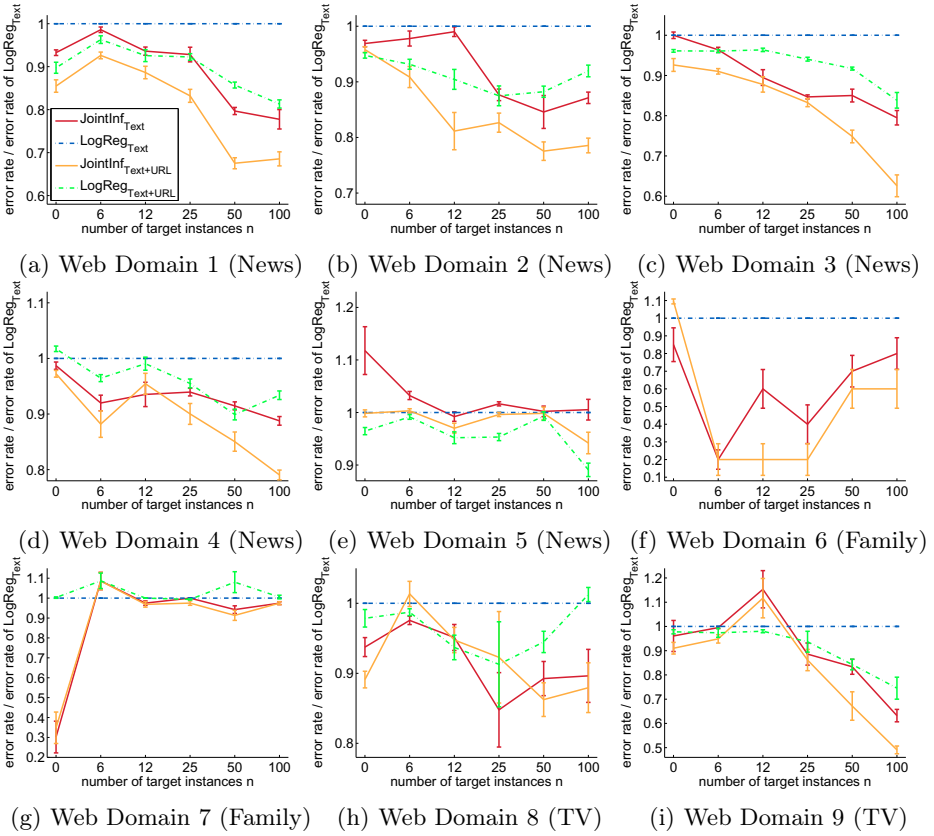 error rate / error rate of LogReg_Text
1
0.9
0.8
0.7
0.6
JointInf_Text
LogReg_Text
JointInf_Text+URL
LogReg_Text+URL
0 6 12 25 50 100
number of target instances n
(a) Web Domain 1 (News)
error rate / error rate of LogReg_Text
1
0.9
0.8
0.7
0 6 12 25 50 100
number of target instances n
(b) Web Domain 2 (News)
error rate / error rate of LogReg_Text
1
0.9
0.8
0.7
0.6
0 6 12 25 50 100
number of target instances n
(c) Web Domain 3 (News)
error rate / error rate of LogReg_Text
1.1
1
0.9
0.8
0 6 12 25 50 100
number of target instances n
(d) Web Domain 4 (News)
error rate / error rate of LogReg_Text
1.2
1.1
1
0.9
0 6 12 25 50 100
number of target instances n
(e) Web Domain 5 (News)
error rate / error rate of LogReg_Text
1.1
1
0.9
0.8
0.7
0.6
0.5
0.4
0.3
0.2
0.1
0 6 12 25 50 100
number of target instances n
(f) Web Domain 6 (Family)
error rate / error rate of LogReg_Text
1.1
1
0.9
0.8
0.7
0.6
0.5
0.4
0.3
0.2
0 6 12 25 50 100
number of target instances n
(g) Web Domain 7 (Family)
error rate / error rate of LogReg_Text
1
0.9
0.8
0 6 12 25 50 100
number of target instances n
(h) Web Domain 8 (TV)
error rate / error rate of LogReg_Text
1.2
1.1
1
0.9
0.8
0.7
0.6
0.5
0 6 12 25 50 100
number of target instances n
(i) Web Domain 9 (TV)